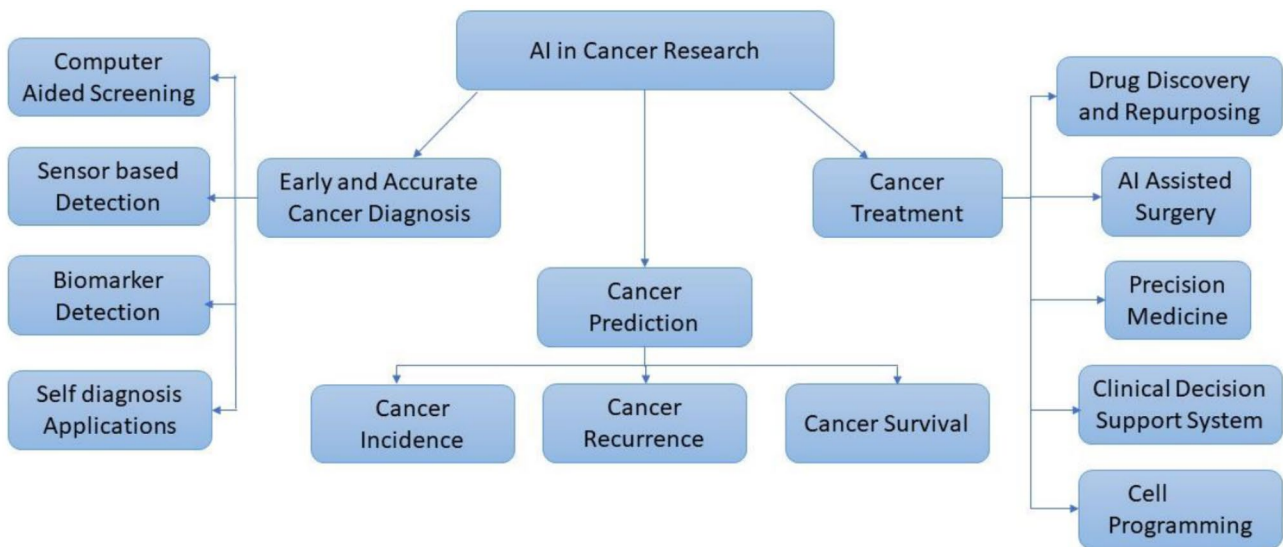 AI in Cancer Research
Computer
Aided Screening
Sensor based
Detection
Biomarker
Detection
Self diagnosis
Applications
Early and Accurate
Cancer Diagnosis
Cancer
Prediction
Cancer
Incidence
Cancer
Recurrence
Cancer Survival
Cancer
Treatment
Drug Discovery
and Repurposing
AI Assisted
Surgery
Precision
Medicine
Clinical Decision
Support System
Cell
Programming